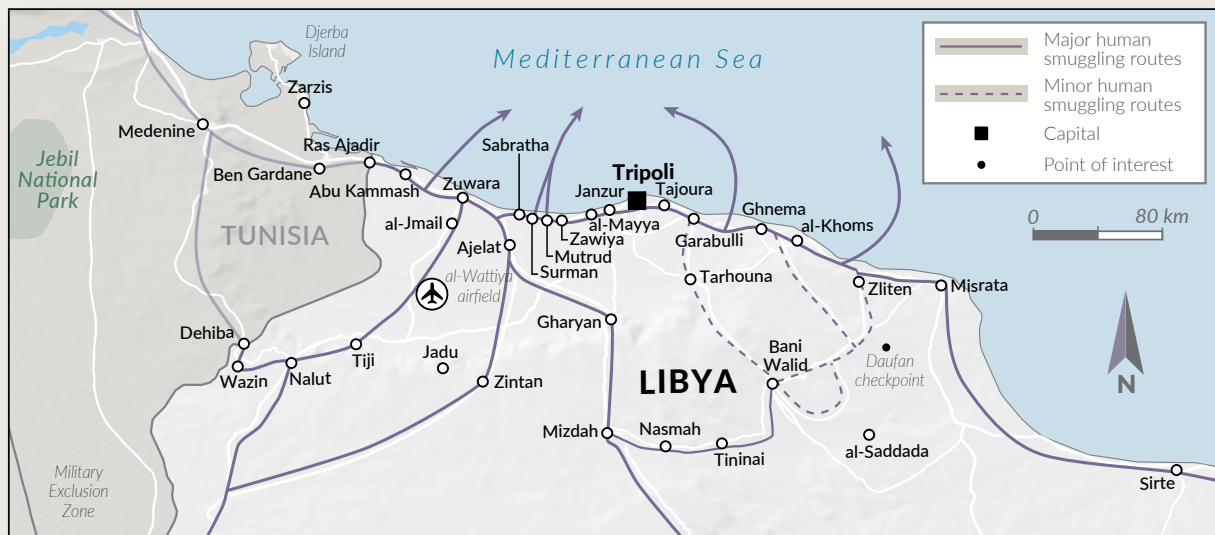 Djerba
Island
Mediterranean Sea
Major human
smuggling routes
Minor human
smuggling routes
Capital
Point of interest
Zarzis
Medenine
Ras Ajadir
Sabratha
Jebil
National
Park
Ben Gardane
Abu Kammash
Zuwara
Janzur
Tripoli
Tajoura
Ghnema
al-Khoms
0
80 km
TUNISIA
al-Jmail
al-Mayya
Zawiya
Garabulli
Ajelat
Mutrud
Surman
al-Wattiya
airfield
Tarhouna
Zliten
Misrata
Dehiba
Gharyan
Wazin
Nalut
Tiji
Jadu
Zintan
Bani
Walid
Daufan
checkpoint
LIBYA
N
Mizdah
Nasmah
Tininai
al-Saddada
Military
Exclusion
Zone
Sirte